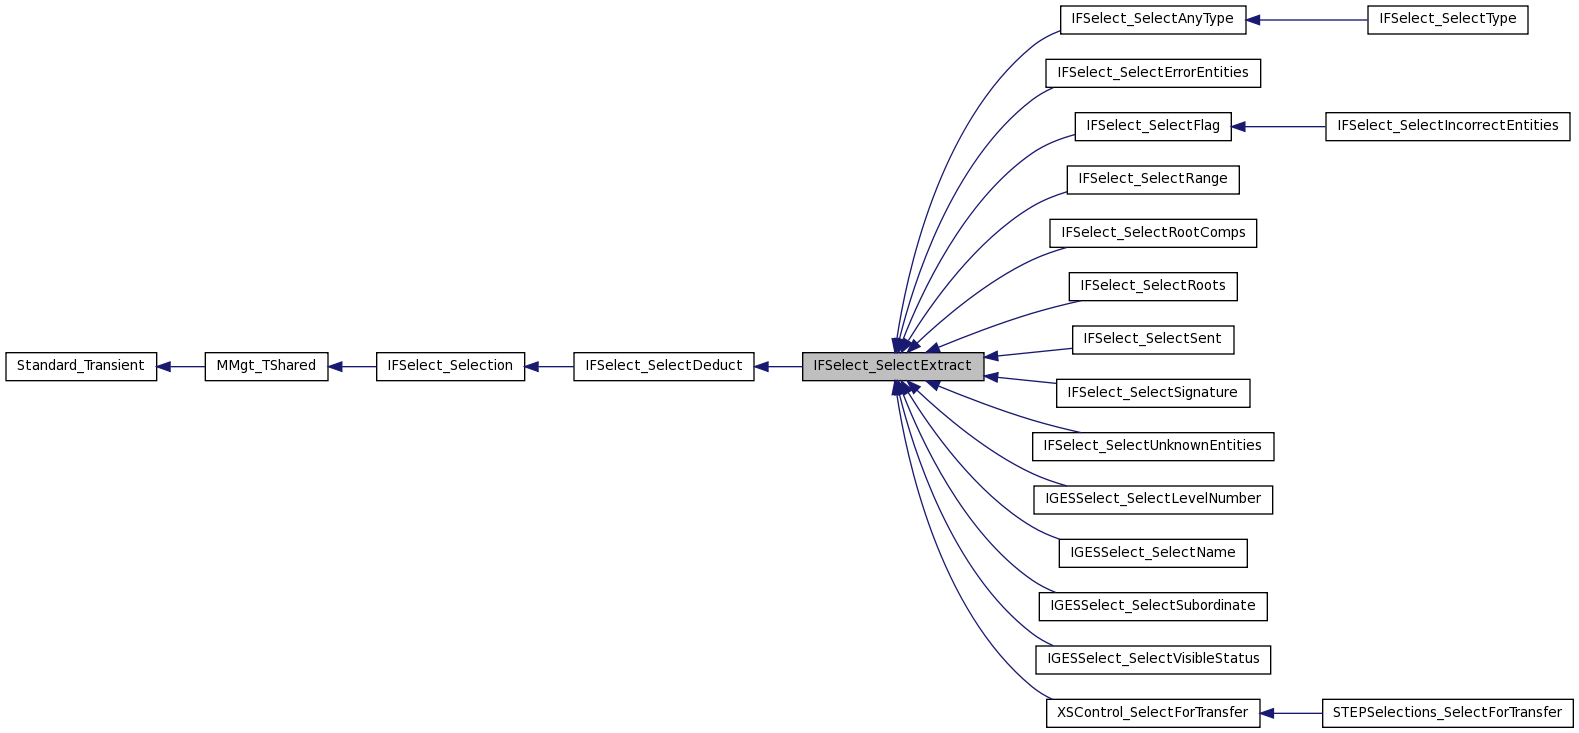 IFSelect_SelectAnyType
IFSelect_SelectType
IFSelect_SelectErrorEntities
IFSelect_SelectFlag
IFSelect_SelectIncorrectEntities
IFSelect_SelectRange
IFSelect_SelectRootComps
IFSelect_SelectRoots
IFSelect_SelectSent
Standard_Transient
MMgt_TShared
IFSelect_Selection
IFSelect_SelectDeduct
IFSelect_SelectExtract
IFSelect_SelectSignature
IFSelect_SelectUnknownEntities
IGESSelect_SelectLevelNumber
IGESSelect_SelectName
IGESSelect_SelectSubordinate
IGESSelect_SelectVisibleStatus
XSControl_SelectForTransfer
STEPSelections_SelectForTransfer